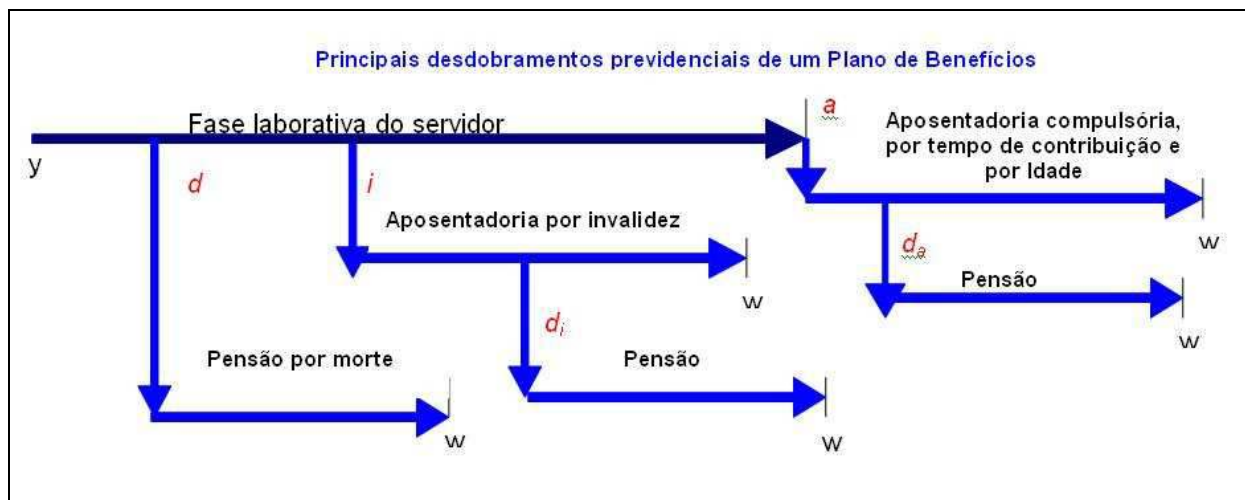 Principais desdobramentos previdenciais de um Plano de Benefícios
Fase laborativa do servidor
a
Aposentadoria compulsória,
por tempo de contribuição e
por Idade
y
d
i
w
Aposentadoria por invalidez
dₐ
Pensão
w
dᵢ
w
Pensão por morte
Pensão
w
w